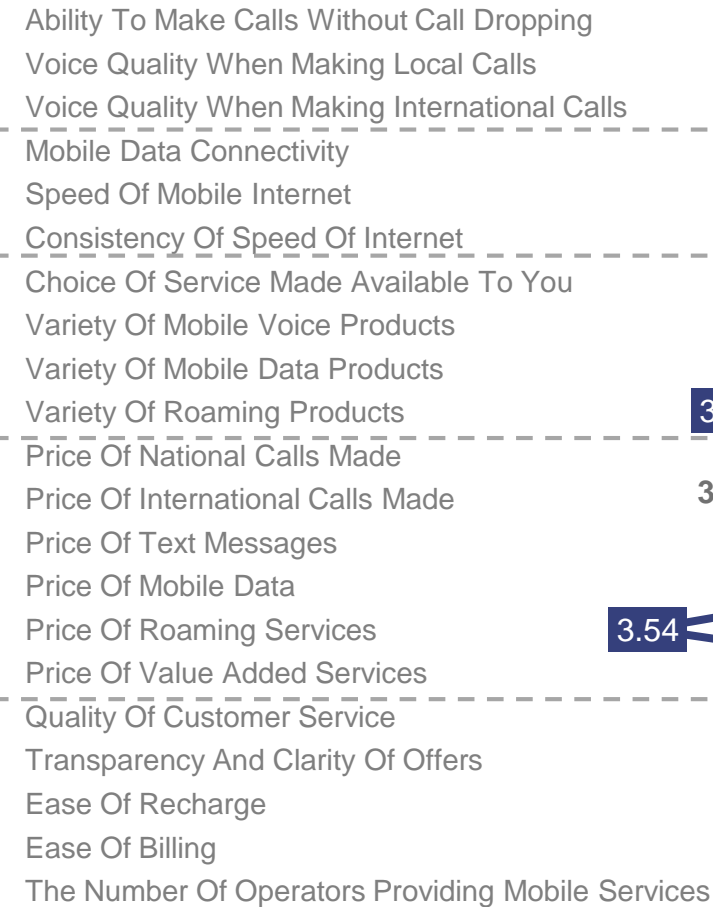 Ability To Make Calls Without Call Dropping
Voice Quality When Making Local Calls
Voice Quality When Making International Calls
Mobile Data Connectivity
Speed Of Mobile Internet
Consistency Of Speed Of Internet
Choice Of Service Made Available To You
Variety Of Mobile Voice Products
Variety Of Mobile Data Products
Variety Of Roaming Products 3
Price Of National Calls Made
Price Of International Calls Made 3
Price Of Text Messages
Price Of Mobile Data
Price Of Roaming Services 3.54
Price Of Value Added Services
Quality Of Customer Service
Transparency And Clarity Of Offers
Ease Of Recharge
Ease Of Billing
The Number Of Operators Providing Mobile Services